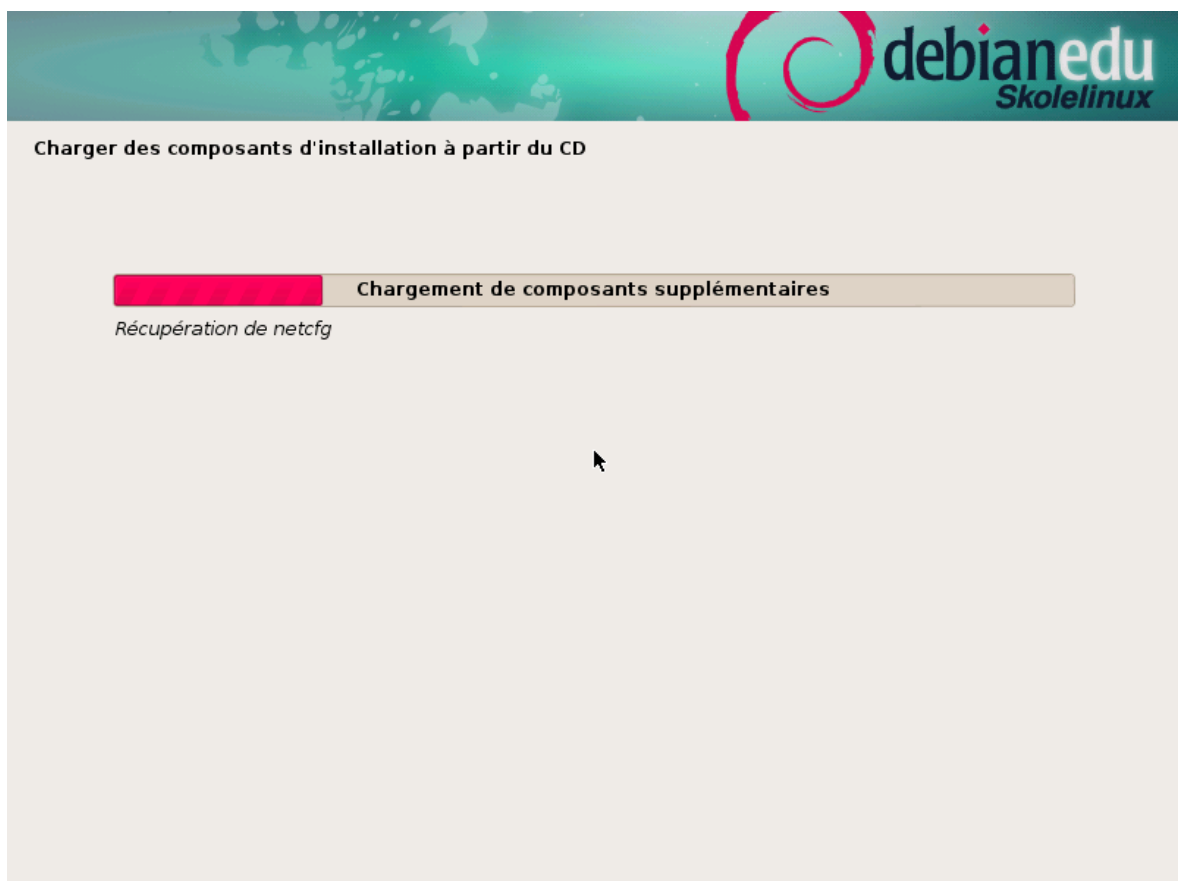 debianedu
Skolelinux
Charger des composants d'installation à partir du CD
Chargement de composants supplémentaires
Récupération de netcfg